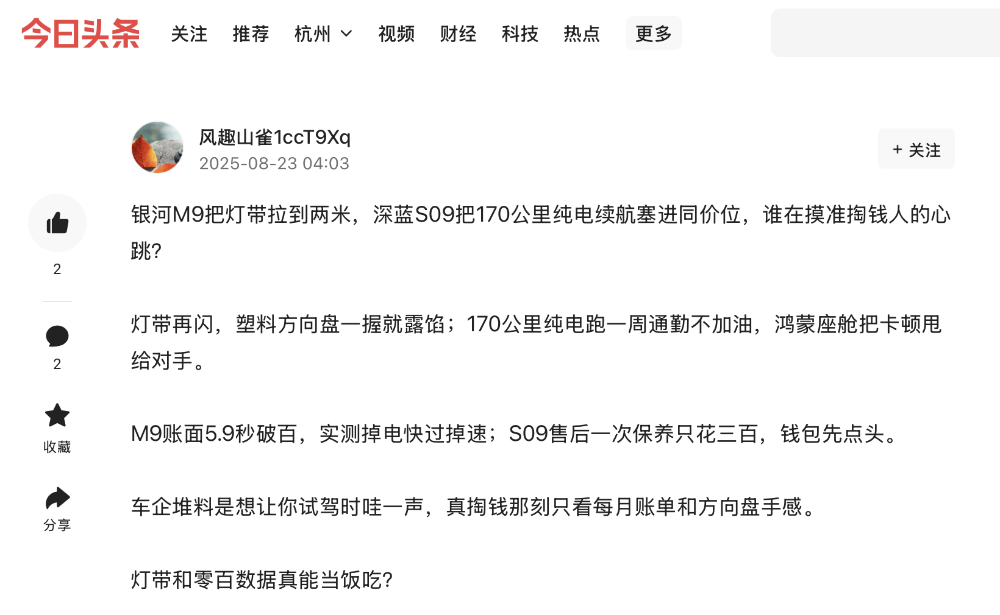 今日头条 关注 推荐 杭州 视频 财经 科技 热点 更多
风趣山雀1ccT9Xq
2025-08-23 04:03
+ 关注
银河M9把灯带拉到两米，深蓝S09把170公里纯电续航塞进同价位，谁在摸准掏钱人的心
跳?
2
灯带再闪，塑料方向盘一握就露馅；170公里纯电跑一周通勤不加油，鸿蒙座舱把卡顿甩
给对手。
2
M9账面5.9秒破百，实测掉电快过掉速；S09售后一次保养只花三百，钱包先点头。
收藏
车企堆料是想让你试驾时哇一声，真掏钱那刻只看每月账单和方向盘手感。
分享
灯带和零百数据真能当饭吃?